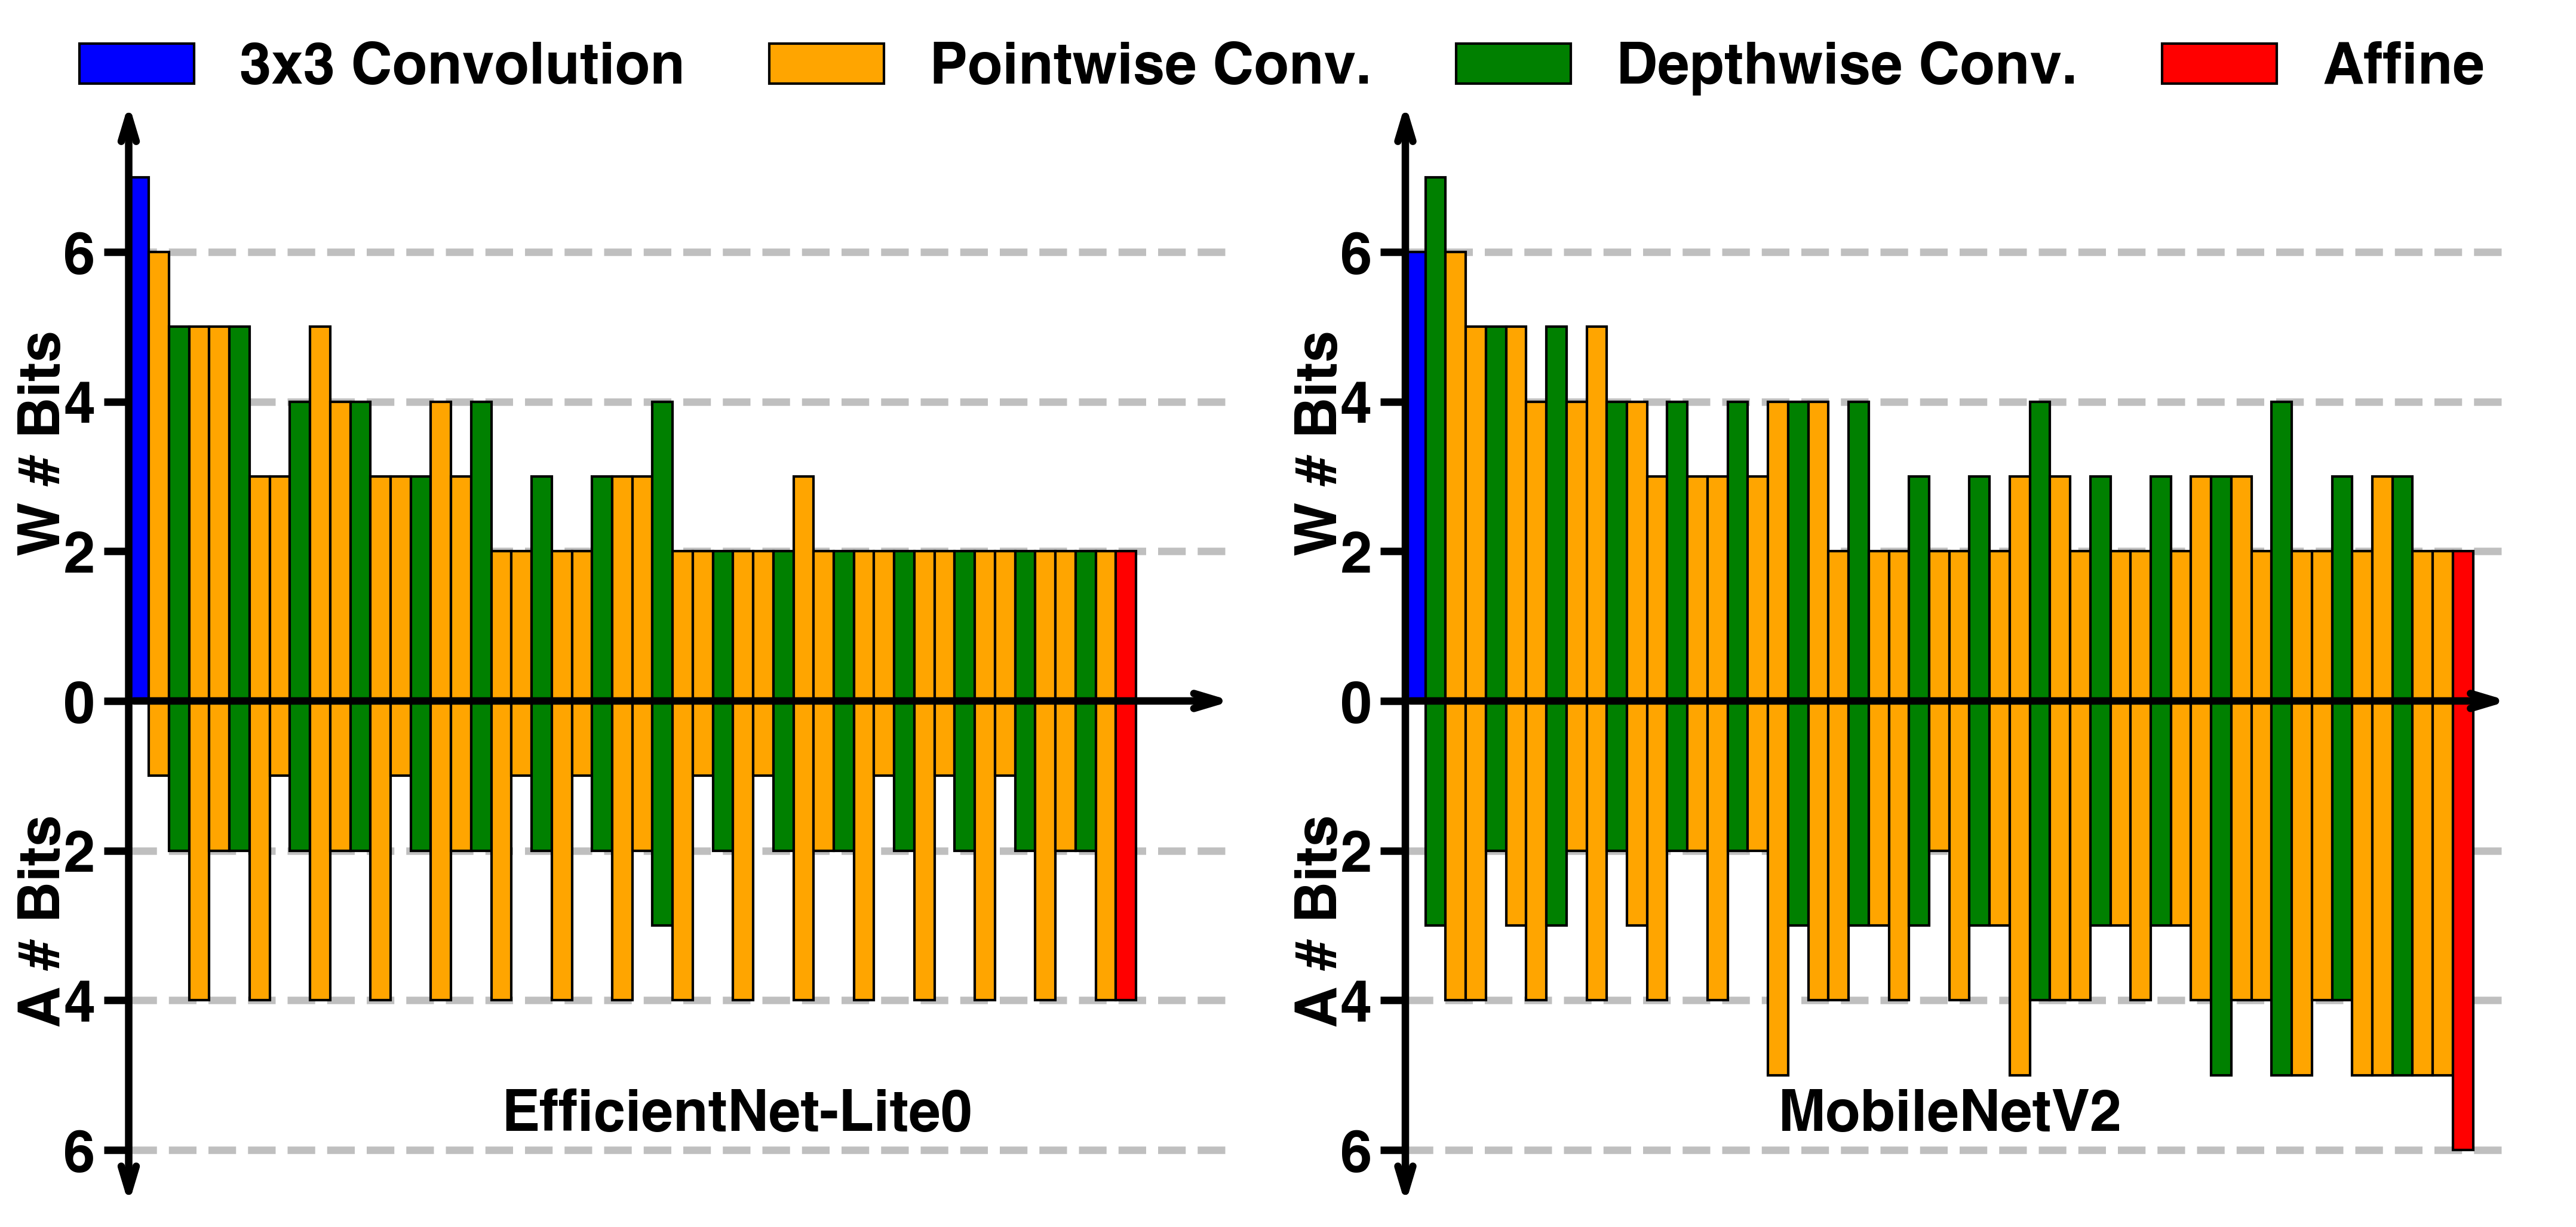 3x3 Convolution Pointwise Conv. Depthwise Conv. Affine
6
4
2
0
2
4
6
W # Bits
A # Bits
EfficientNet-Lite0
6
4
2
0
2
4
6
W # Bits
A # Bits
MobileNetV2